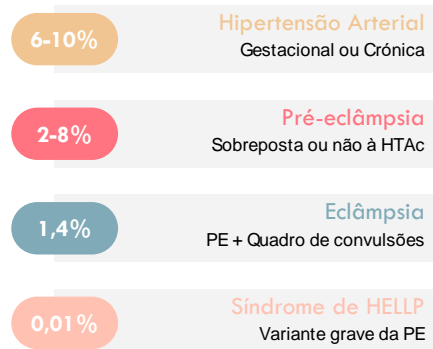 6-10%
Hipertensão Arterial
Gestacional ou Crónica
2-8%
Pré-eclâmpsia
Sobreposta ou não à HTAc
1,4%
Eclâmpsia
PE + Quadro de convulsões
0,01%
Síndrome de HELLP
Variante grave da PE